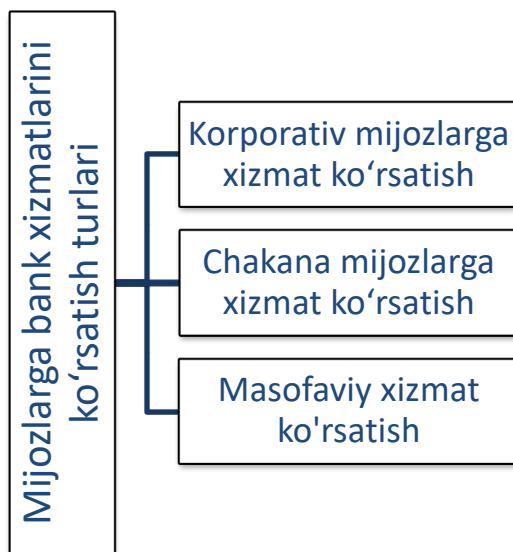 Mijozlarga bank xizmatlarini
ko‘rsatish turlari
Korporativ mijozlarga
xizmat ko‘rsatish
Chakana mijozlarga
xizmat ko‘rsatish
Masofaviy xizmat
ko'rsatish